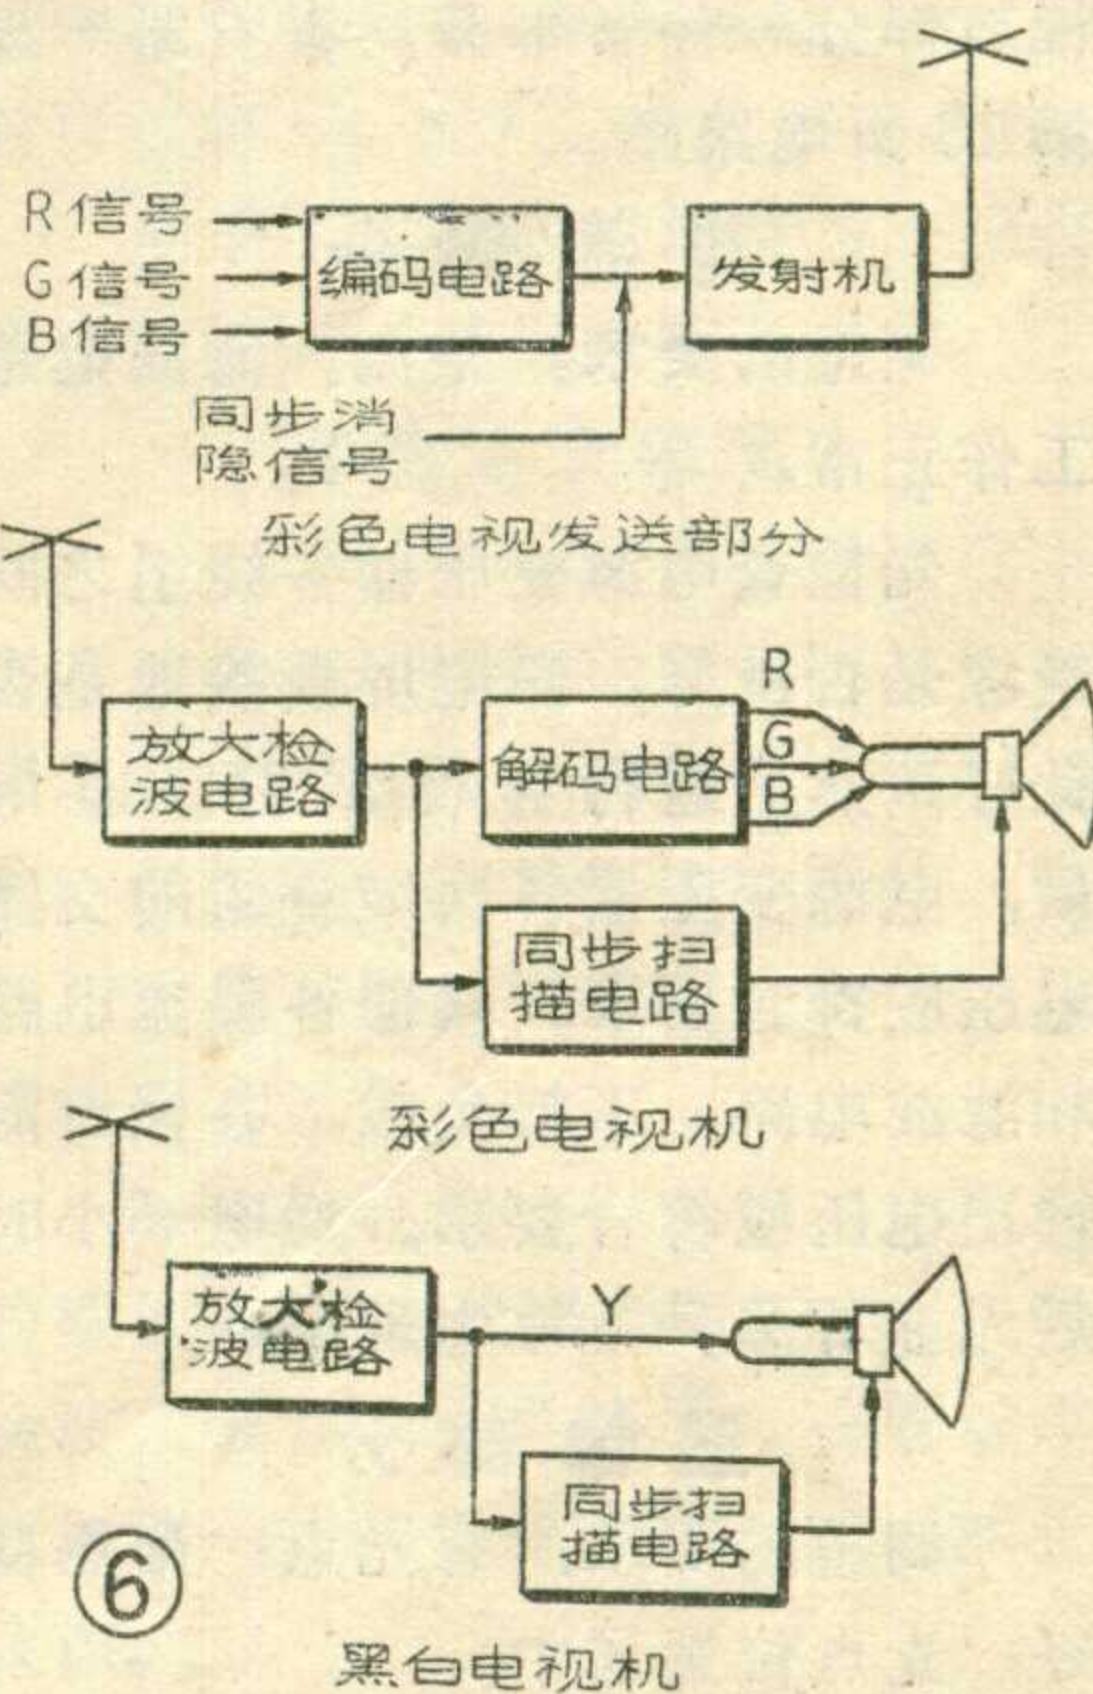 R信号
G信号
B信号
编码电路
发射机
同步消
隐信号
彩色电视发送部分
放大检
波电路
解码电路
R
G
B
同步扫
描电路
彩色电视机
放大检
波电路
Y
同步扫
描电路
⑥
黑白电视机